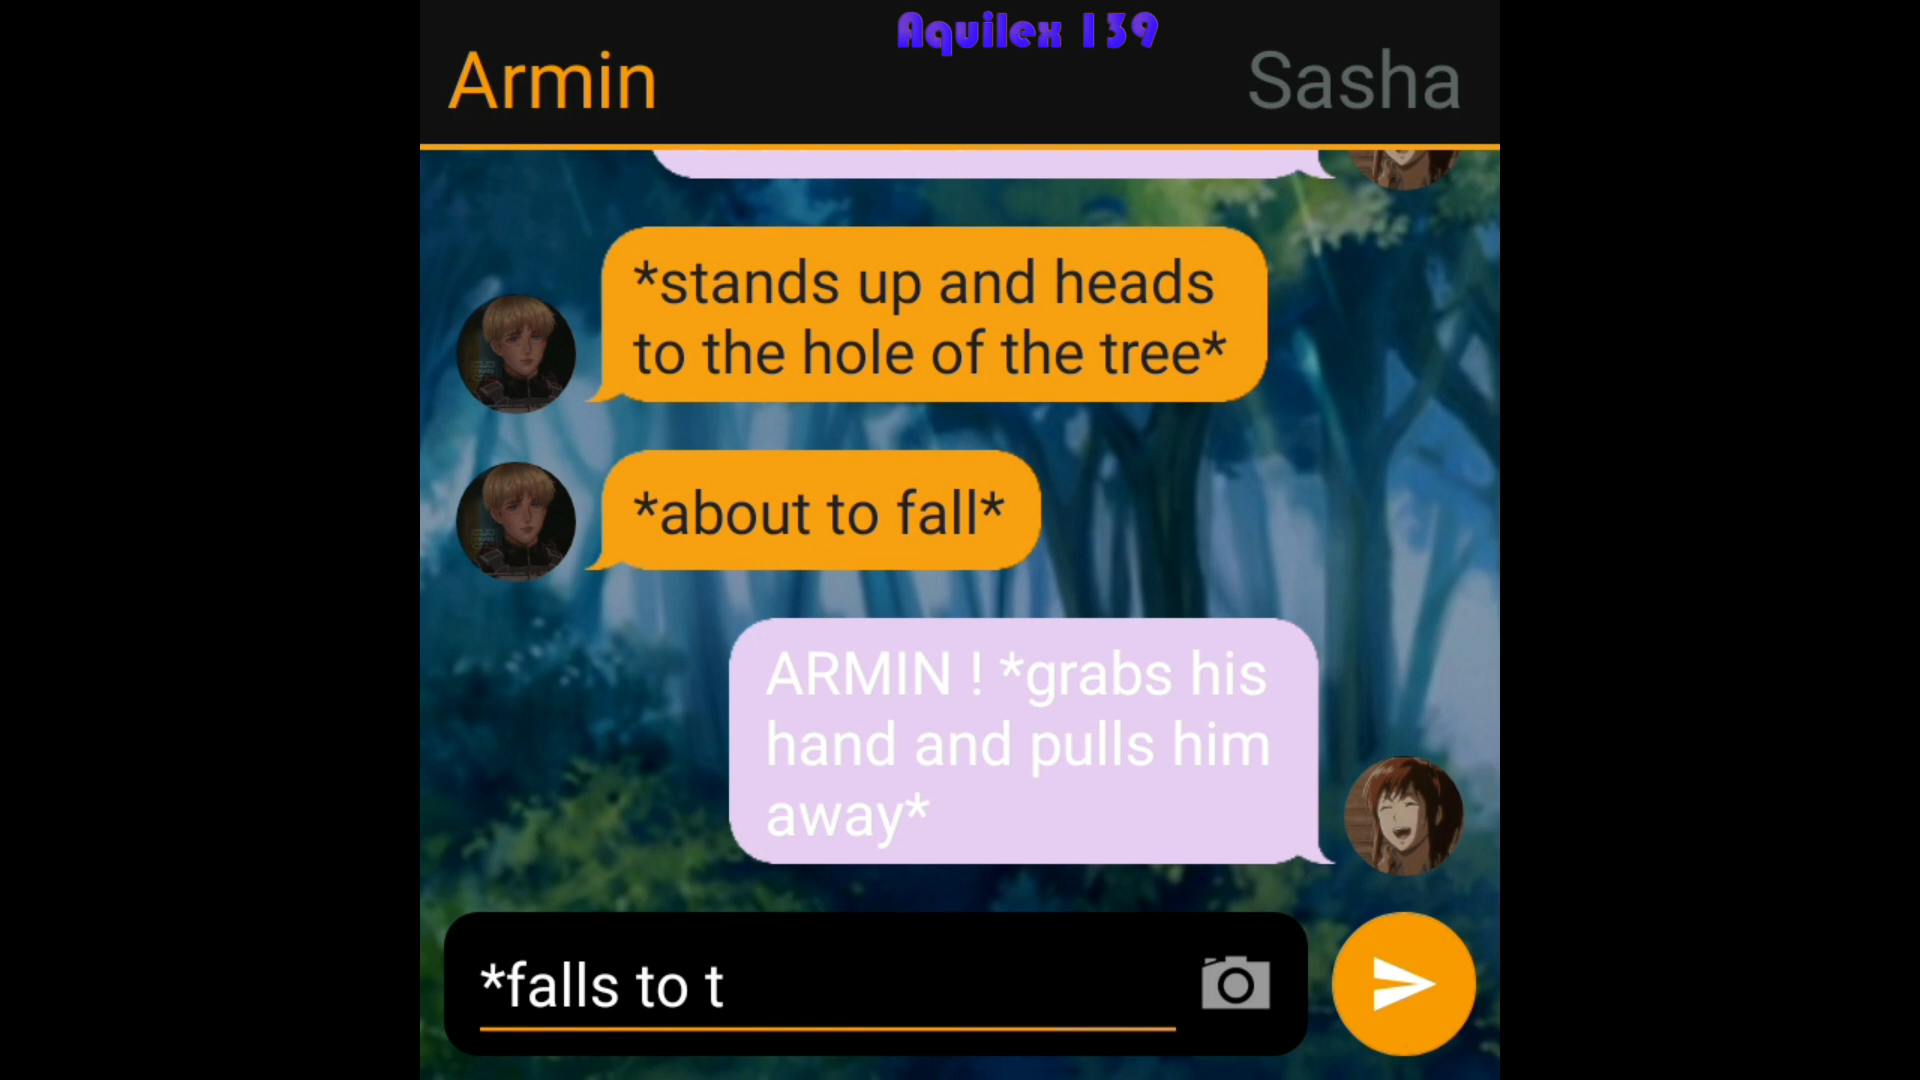 Aquilex 139
Armin
Sasha
*stands up and heads
to the hole of the tree*
*about to fall*
ARMIN ! *grabs his
hand and pulls him
away*
*falls to t